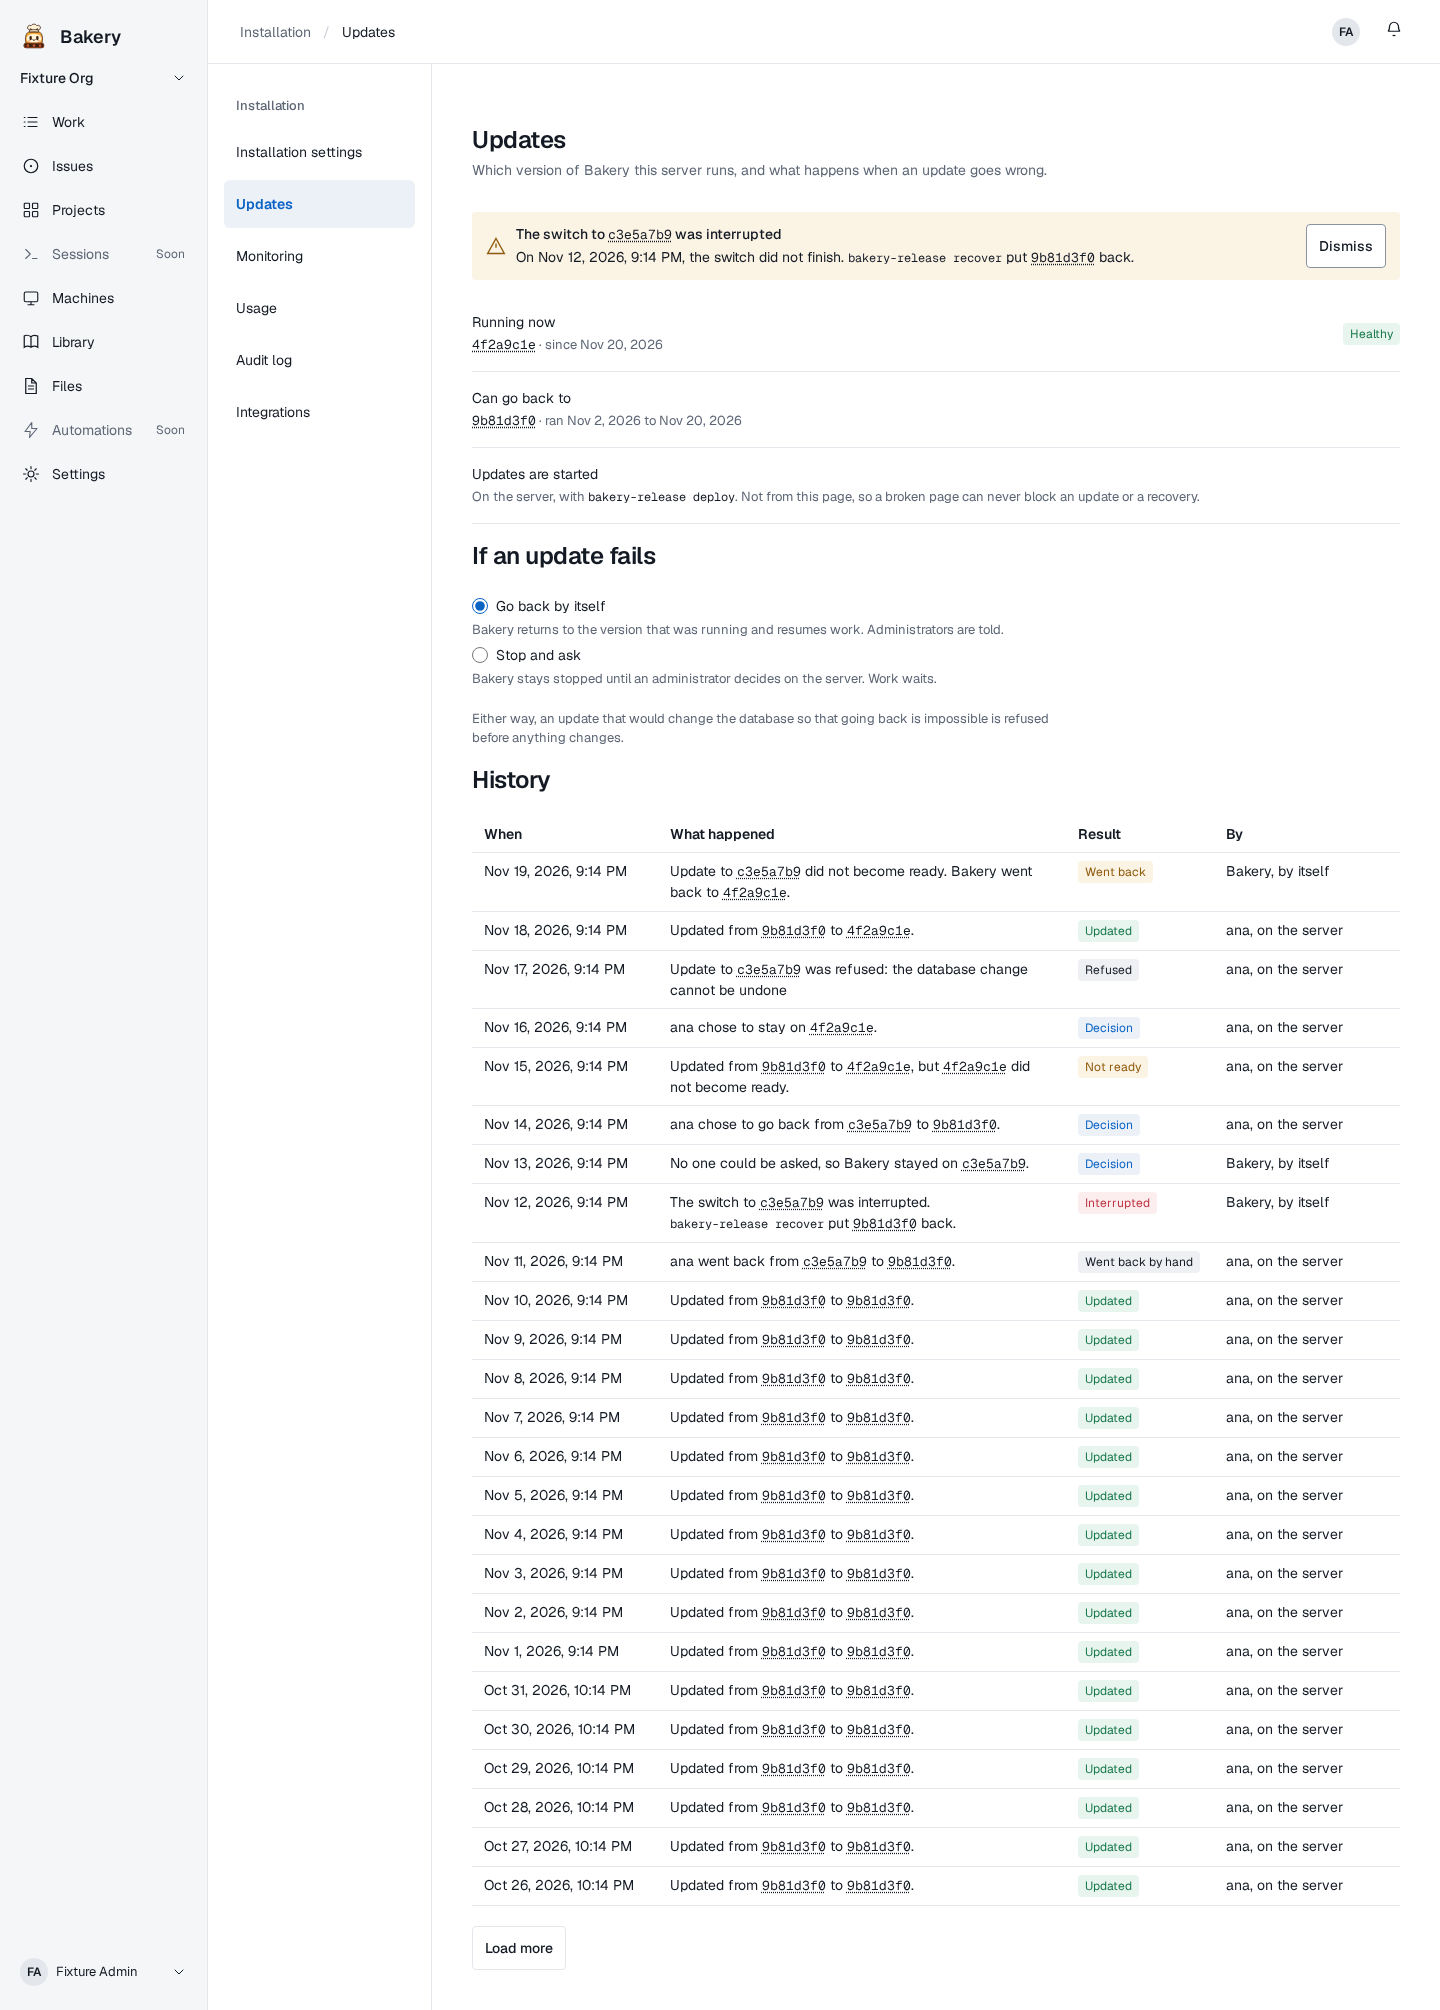 Bakery
Fixture Org
Work
Issues
Projects
Sessions Soon
Machines
Library
Files
Automations Soon
Settings
FA Fixture Admin
Installation / Updates
FA
Installation
Installation settings
Updates
Monitoring
Usage
Audit log
Integrations
Updates
Which version of Bakery this server runs, and what happens when an update goes wrong.
The switch to c3e5a7b9 was interrupted
On Nov 12, 2026, 9:14 PM, the switch did not finish. bakery-release recover put 9b81d3f0 back.
Dismiss
Running now
4f2a9c1e · since Nov 20, 2026
Healthy
Can go back to
9b81d3f0 · ran Nov 2, 2026 to Nov 20, 2026
Updates are started
On the server, with bakery-release deploy. Not from this page, so a broken page can never block an update or a recovery.
If an update fails
Go back by itself
Bakery returns to the version that was running and resumes work. Administrators are told.
Stop and ask
Bakery stays stopped until an administrator decides on the server. Work waits.
Either way, an update that would change the database so that going back is impossible is refused
before anything changes.
History
When What happened Result By
Nov 19, 2026, 9:14 PM Update to c3e5a7b9 did not become ready. Bakery went Went back Bakery, by itself
back to 4f2a9c1e.
Nov 18, 2026, 9:14 PM Updated from 9b81d3f0 to 4f2a9c1e. Updated ana, on the server
Nov 17, 2026, 9:14 PM Update to c3e5a7b9 was refused: the database change Refused ana, on the server
cannot be undone
Nov 16, 2026, 9:14 PM ana chose to stay on 4f2a9c1e. Decision ana, on the server
Nov 15, 2026, 9:14 PM Updated from 9b81d3f0 to 4f2a9c1e, but 4f2a9c1e did Not ready ana, on the server
not become ready.
Nov 14, 2026, 9:14 PM ana chose to go back from c3e5a7b9 to 9b81d3f0. Decision ana, on the server
Nov 13, 2026, 9:14 PM No one could be asked, so Bakery stayed on c3e5a7b9. Decision Bakery, by itself
Nov 12, 2026, 9:14 PM The switch to c3e5a7b9 was interrupted. Interrupted Bakery, by itself
bakery-release recover put 9b81d3f0 back.
Nov 11, 2026, 9:14 PM ana went back from c3e5a7b9 to 9b81d3f0. Went back by hand ana, on the server
Nov 10, 2026, 9:14 PM Updated from 9b81d3f0 to 9b81d3f0. Updated ana, on the server
Nov 9, 2026, 9:14 PM Updated from 9b81d3f0 to 9b81d3f0. Updated ana, on the server
Nov 8, 2026, 9:14 PM Updated from 9b81d3f0 to 9b81d3f0. Updated ana, on the server
Nov 7, 2026, 9:14 PM Updated from 9b81d3f0 to 9b81d3f0. Updated ana, on the server
Nov 6, 2026, 9:14 PM Updated from 9b81d3f0 to 9b81d3f0. Updated ana, on the server
Nov 5, 2026, 9:14 PM Updated from 9b81d3f0 to 9b81d3f0. Updated ana, on the server
Nov 4, 2026, 9:14 PM Updated from 9b81d3f0 to 9b81d3f0. Updated ana, on the server
Nov 3, 2026, 9:14 PM Updated from 9b81d3f0 to 9b81d3f0. Updated ana, on the server
Nov 2, 2026, 9:14 PM Updated from 9b81d3f0 to 9b81d3f0. Updated ana, on the server
Nov 1, 2026, 9:14 PM Updated from 9b81d3f0 to 9b81d3f0. Updated ana, on the server
Oct 31, 2026, 10:14 PM Updated from 9b81d3f0 to 9b81d3f0. Updated ana, on the server
Oct 30, 2026, 10:14 PM Updated from 9b81d3f0 to 9b81d3f0. Updated ana, on the server
Oct 29, 2026, 10:14 PM Updated from 9b81d3f0 to 9b81d3f0. Updated ana, on the server
Oct 28, 2026, 10:14 PM Updated from 9b81d3f0 to 9b81d3f0. Updated ana, on the server
Oct 27, 2026, 10:14 PM Updated from 9b81d3f0 to 9b81d3f0. Updated ana, on the server
Oct 26, 2026, 10:14 PM Updated from 9b81d3f0 to 9b81d3f0. Updated ana, on the server
Load more